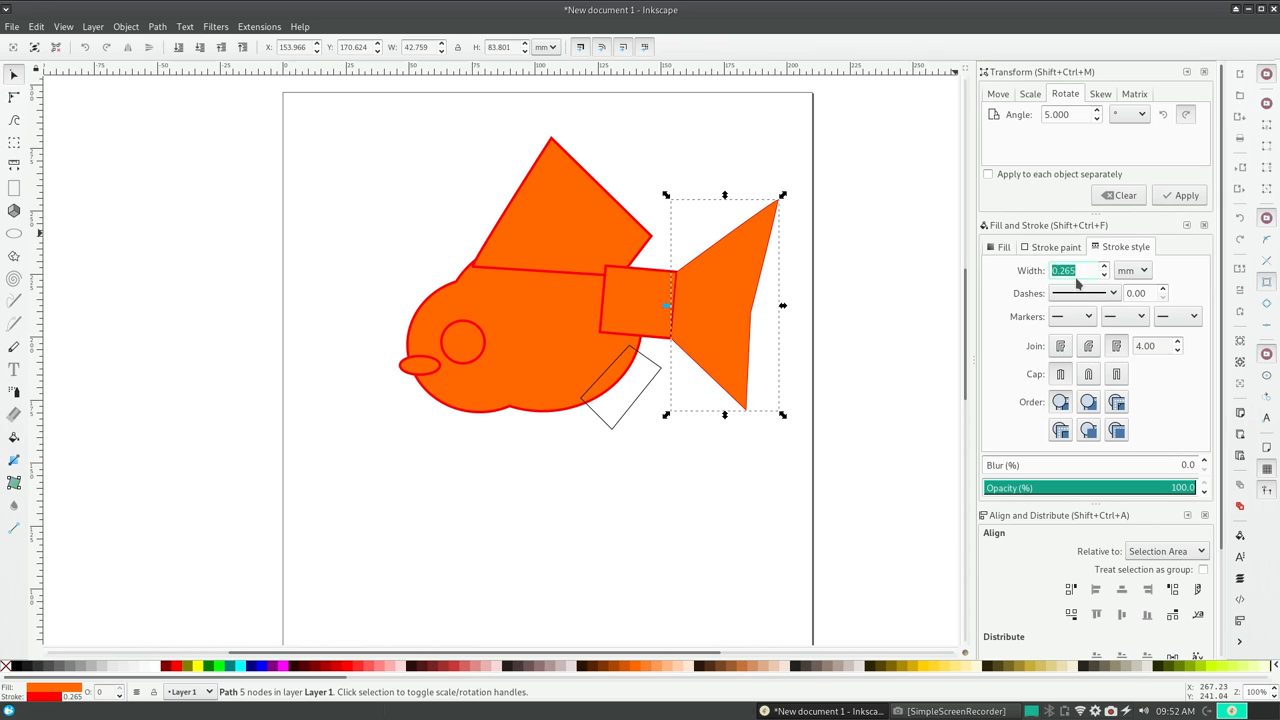 *New document 1 - Inkscape
File Edit View Layer Object Path Text Filters Extensions Help
X: 153.966 Y: 170.624 W: 42.759 H: 83.801 mm
Transform (Shift+Ctrl+M)
Move Scale Rotate Skew Matrix
Angle: 5.000 °
Apply to each object separately
Clear Apply
Fill and Stroke (Shift+Ctrl+F)
Fill Stroke paint Stroke style
Width: 0.265 mm
Dashes: 0.00
Markers:
Join: 4.00
Cap:
Order:
Blur (%) 0.0
Opacity (%) 100.0
Align and Distribute (Shift+Ctrl+A)
Align
Relative to: Selection Area
Treat selection as group:
Distribute
Fill:
Stroke: 0.265
O: 0
Layer 1
Path 5 nodes in layer Layer 1. Click selection to toggle scale/rotation handles.
X: 267.23
Y: 241.04
Z: 100%
*New document 1 - Inksca...
[SimpleScreenRecorder]
09:52 AM